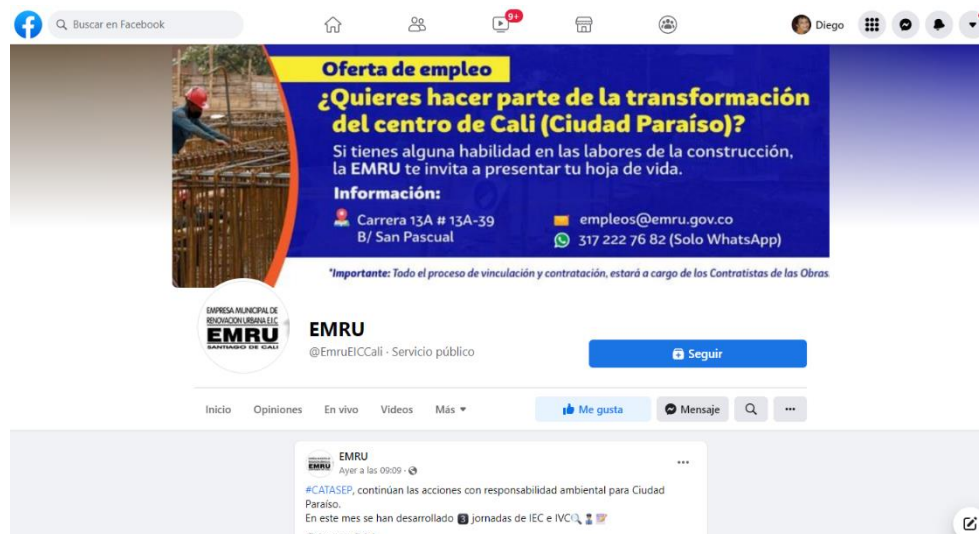 Buscar en Facebook
9+
Diego
Oferta de empleo
¿Quieres hacer parte de la transformación
del centro de Cali (Ciudad Paraíso)?
Si tienes alguna habilidad en las labores de la construcción,
la EMRU te invita a presentar tu hoja de vida.
Información:
Carrera 13A # 13A-39
B/ San Pascual
empleos@emru.gov.co
317 222 76 82 (Solo WhatsApp)
*Importante: Todo el proceso de vinculación y contratación, estará a cargo de los Contratistas de las Obras.
EMPRESA MUNICIPAL DE
RENOVACION URBANA E.I.C
EMRU
SANTIAGO DE CALI
EMRU
@EmruEICCali · Servicio público
Seguir
Inicio Opiniones En vivo Videos Más
Me gusta
Mensaje
EMRU
EMRU
Ayer a las 09:09 ·
#CATASEP, continúan las acciones con responsabilidad ambiental para Ciudad
Paraíso.
En este mes se han desarrollado 3 jornadas de IEC e IVC